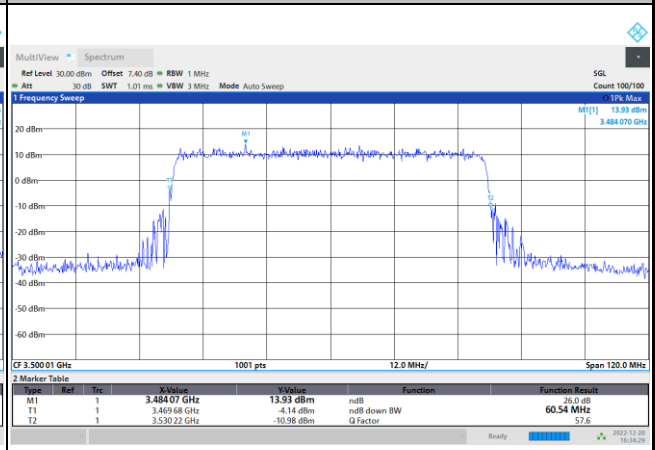 MultiView Spectrum
Ref Level 30.00 dBm Offset 7.40 dB RBW 1 MHz SGL
Att 30 dB SWT 1.01 ms VBW 3 MHz Mode Auto Sweep Count 100/100
1 Frequency Sweep 1Pk Max
M1[1] 13.93 dBm
3.484 070 GHz
M1
20 dBm
10 dBm
0 dBm
T1
-10 dBm
T2
-20 dBm
-30 dBm
-40 dBm
-50 dBm
-60 dBm
CF 3.500 01 GHz 1001 pts 12.0 MHz/ Span 120.0 MHz
2 Marker Table
Type Ref Trc X-Value Y-Value Function Function Result
M1 1 3.484 07 GHz 13.93 dBm ndB 26.0 dB
T1 1 3.469 68 GHz -4.14 dBm ndB down BW 60.54 MHz
T2 1 3.530 22 GHz -10.98 dBm Q Factor 57.6
Ready 2022-12-20
16:34:29